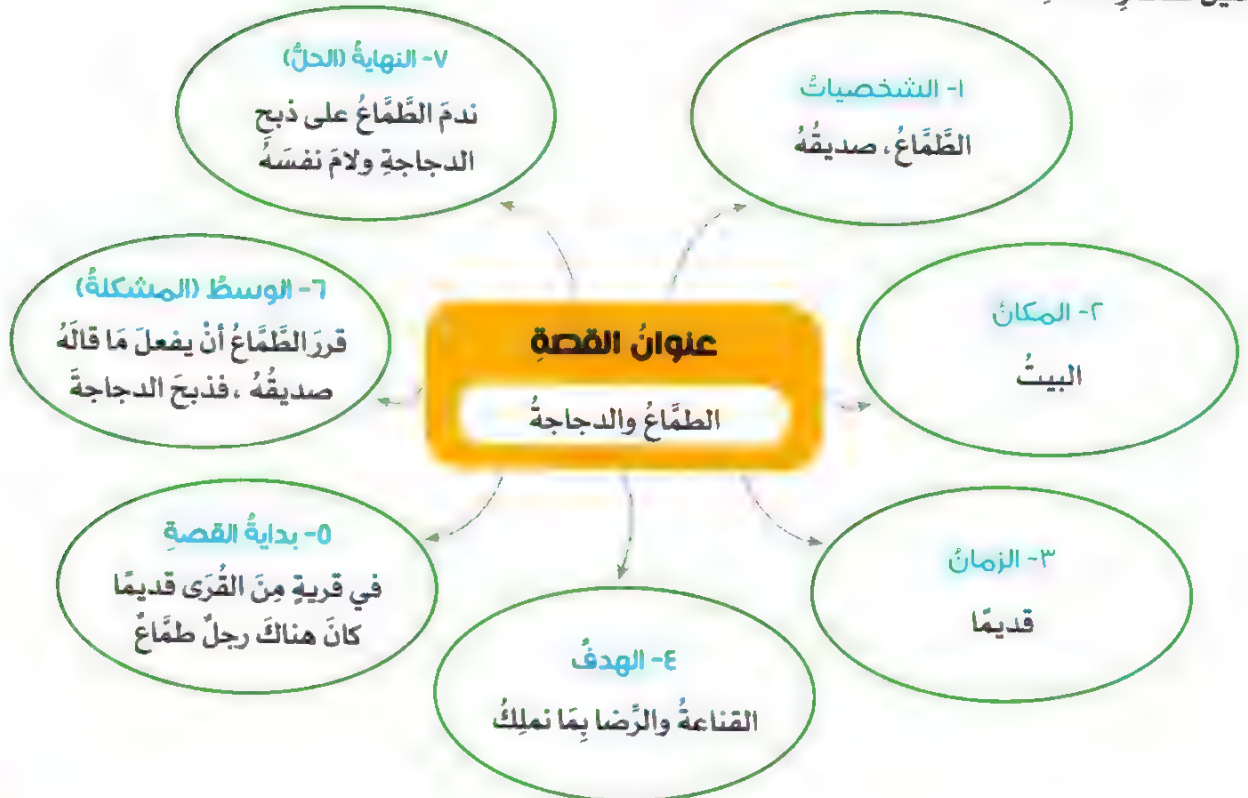 عنوانُ القصةِ
الطمَّاعُ والدجاجةُ
١- الشخصياتُ
الطَّمَّاعُ، صديقُهُ
٢- المكانُ
البيتُ
٣- الزمانُ
قديمًا
٤- الهدفُ
القناعةُ والرِّضا بِمَا نملِكُ
٥- بدايةُ القصةِ
في قريةٍ مِنَ القُرَى قديمًا
كانَ هناكَ رجلٌ طمَّاعٌ
٦- الوسطُ (المشكلةُ)
قررَ الطَّمَّاعُ أنْ يفعلَ مَا قالَهُ
صديقُهُ، فذبحَ الدجاجةَ
٧- النهايةُ (الحلُّ)
ندمَ الطَّمَّاعُ على ذبحِ
الدجاجةِ ولامَ نفسَهُ